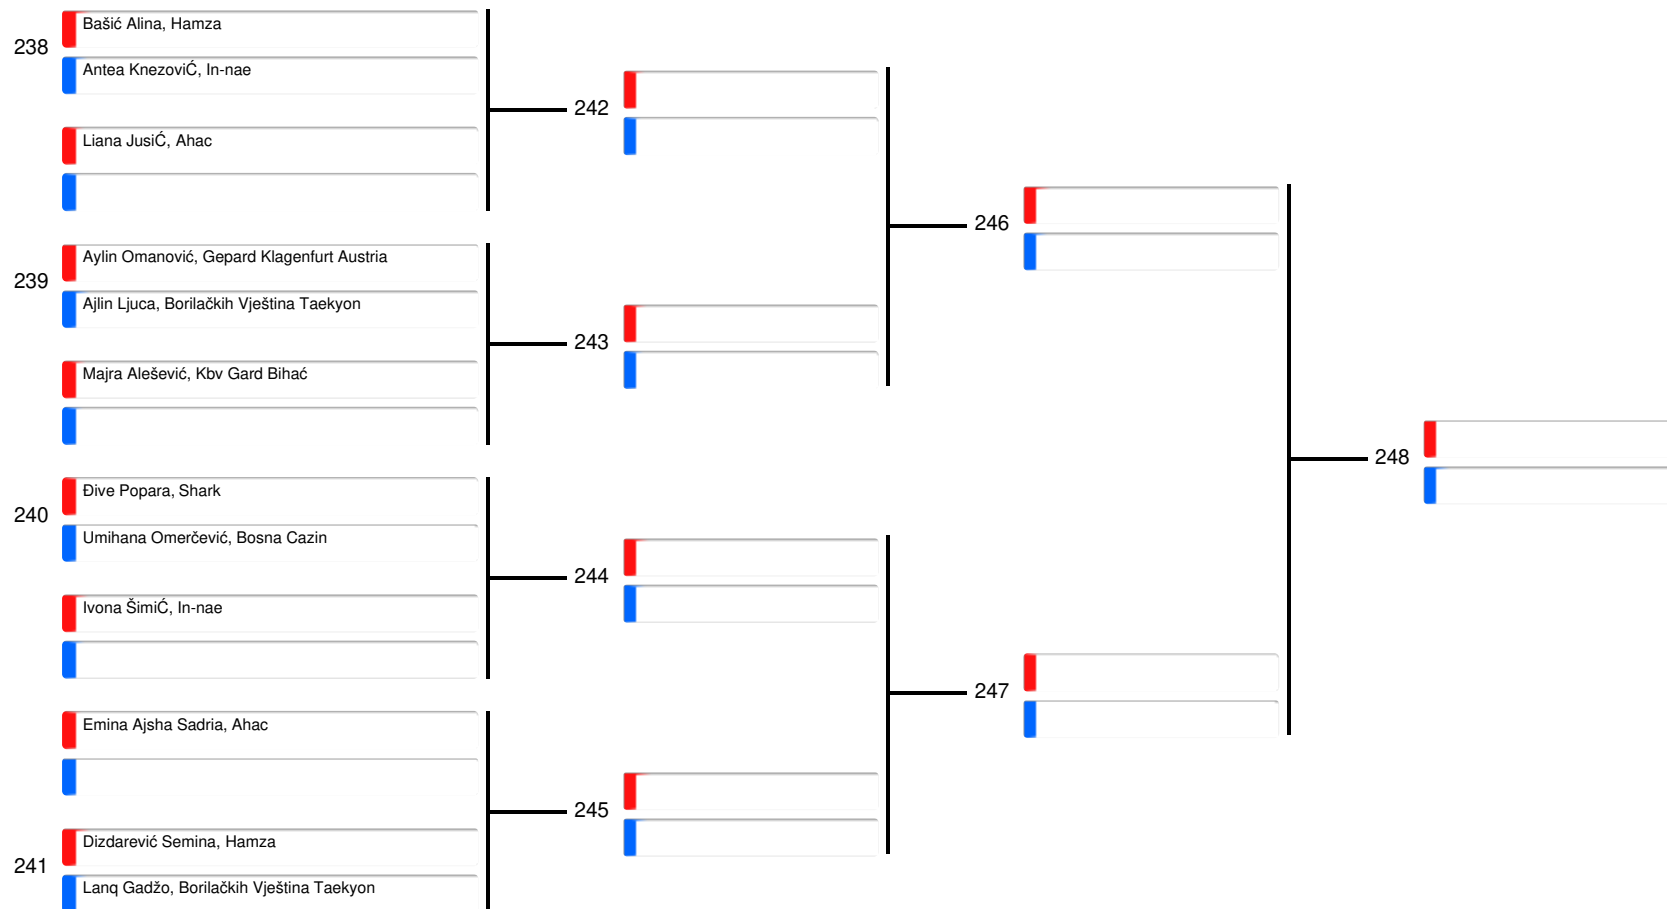 238
Bašić Alina, Hamza
Antea KnezoviĆ, In-nae
Liana JusiĆ, Ahac
242
239
Aylin Omanović, Gepard Klagenfurt Austria
Ajlin Ljuca, Borilačkih Vještina Taekyon
Majra Alešević, Kbv Gard Bihać
243
246
240
Đive Popara, Shark
Umihana Omerčević, Bosna Cazin
Ivona ŠimiĆ, In-nae
244
Emina Ajsha Sadria, Ahac
241
Dizdarević Semina, Hamza
Lanq Gadžo, Borilačkih Vještina Taekyon
245
247
248